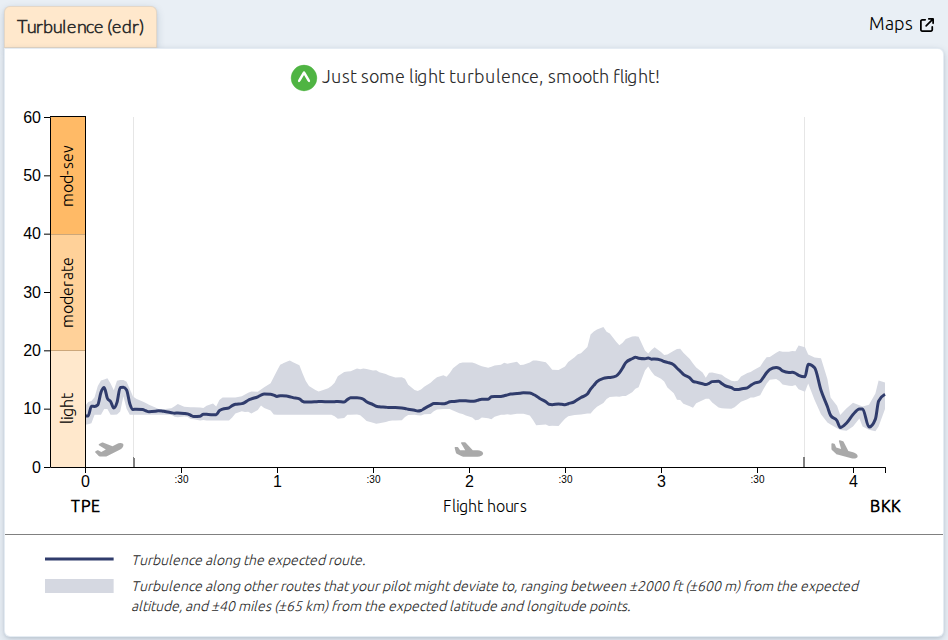 Turbulence (edr)
Maps
Just some light turbulence, smooth flight!
60
50
40
30
20
10
0
mod-sev
moderate
light
0 :30 1 :30 2 :30 3 :30 4
TPE Flight hours BKK
Turbulence along the expected route.
Turbulence along other routes that your pilot might deviate to, ranging between ±2000 ft (±600 m) from the expected
altitude, and ±40 miles (±65 km) from the expected latitude and longitude points.